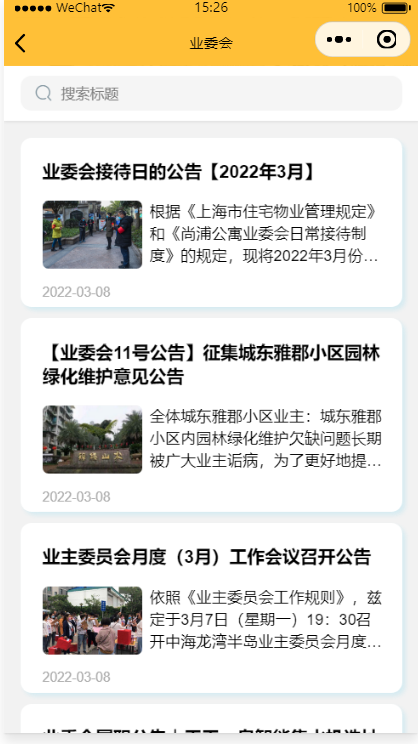 WeChat
15:26
100%
业委会
搜索标题
业委会接待日的公告【2022年3月】
根据《上海市住宅物业管理规定》
和《尚浦公寓业委会日常接待制
度》的规定，现将2022年3月份...
2022-03-08
【业委会11号公告】征集城东雅郡小区园林
绿化维护意见公告
全体城东雅郡小区业主：城东雅郡
小区内园林绿化维护欠缺问题长期
被广大业主诟病，为了更好地提...
2022-03-08
业主委员会月度（3月）工作会议召开公告
依照《业主委员会工作规则》，兹
定于3月7日（星期一）19：30召
开中海龙湾半岛业主委员会月度...
2022-03-08